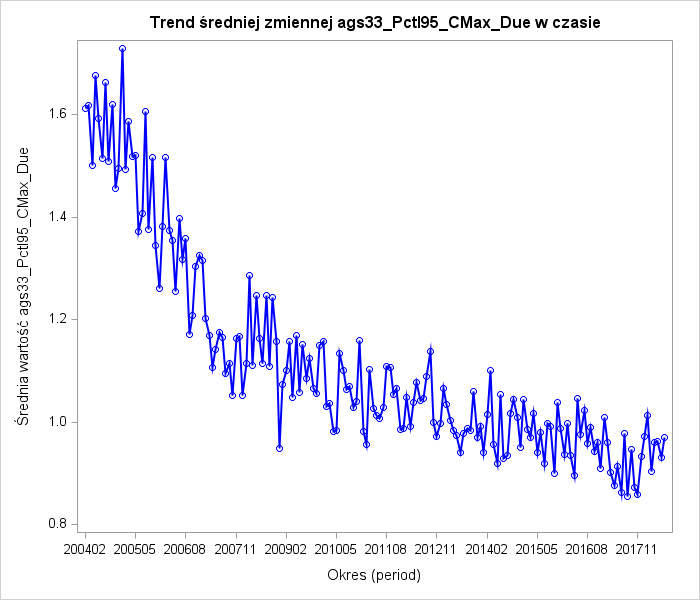 Trend średniej zmiennej ags33_Pctl95_CMax_Due w czasie
Średnia wartość ags33_Pctl95_CMax_Due
1.6
1.4
1.2
1.0
0.8
200402 200505 200608 200711 200902 201005 201108 201211 201402 201505 201608 201711
Okres (period)